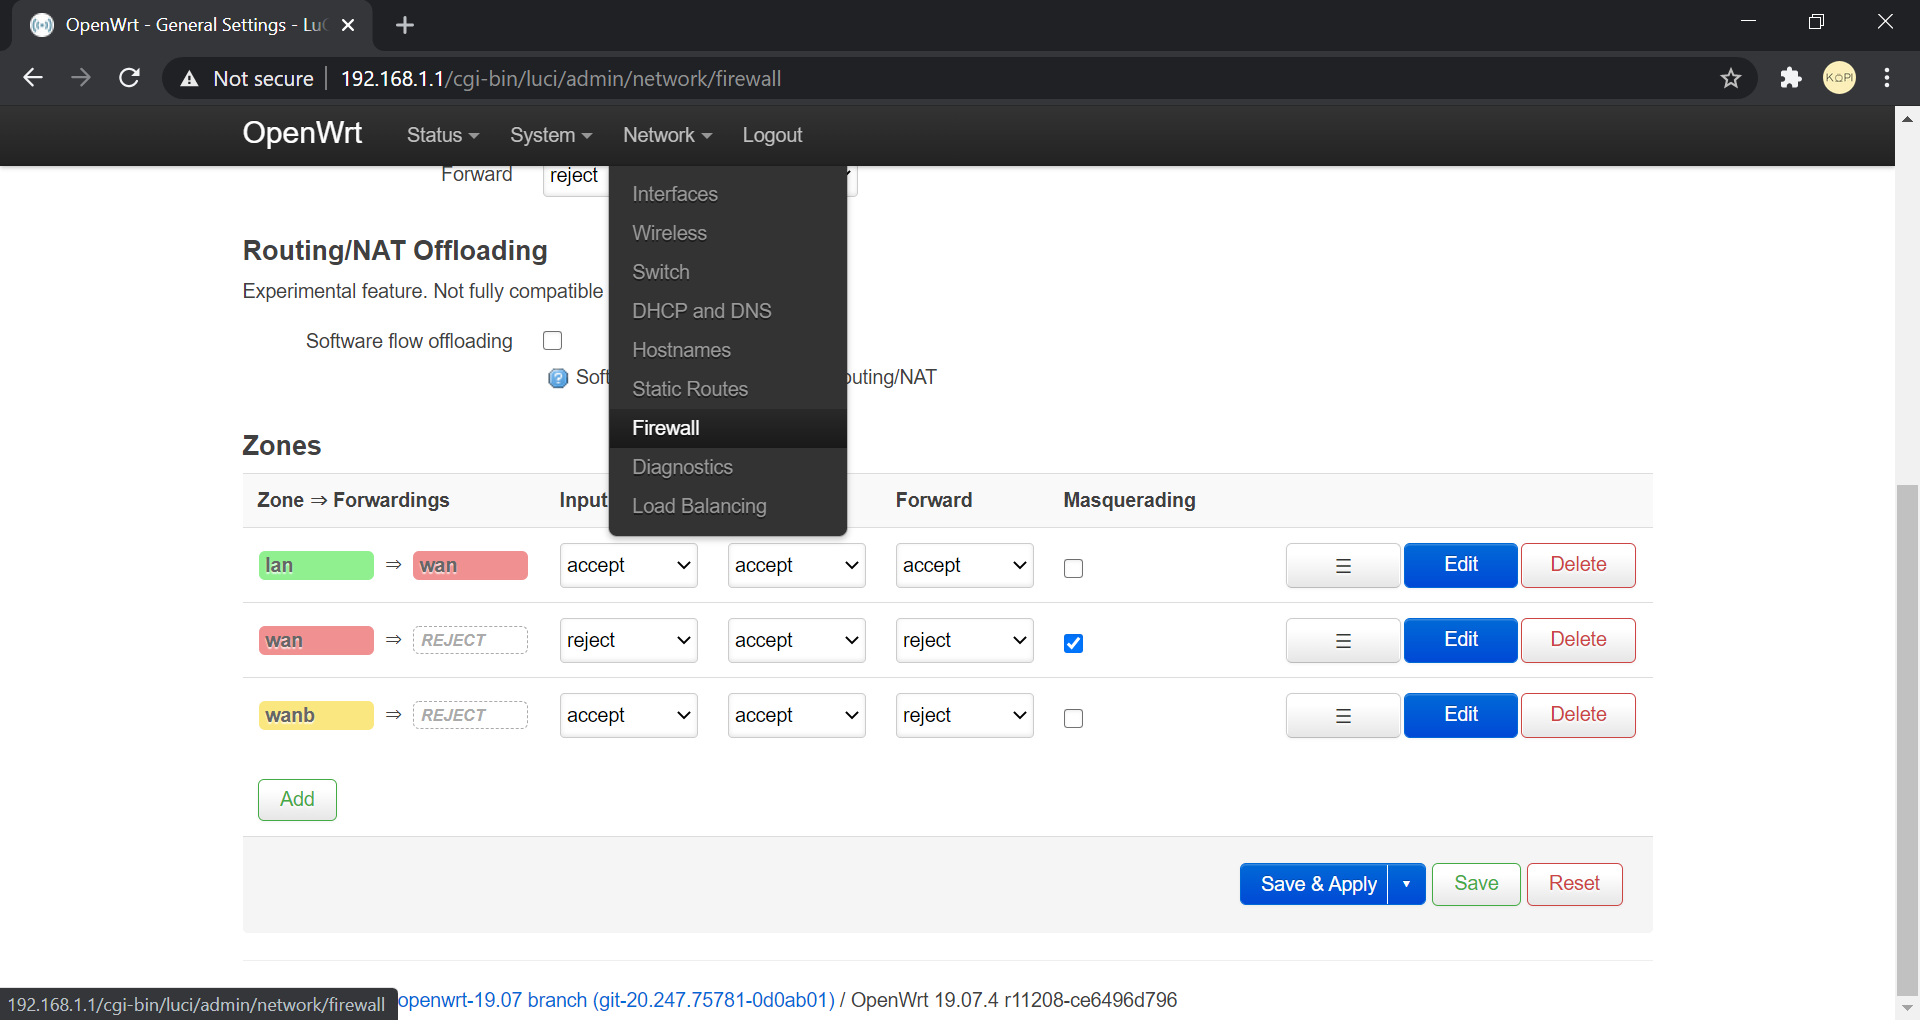 OpenWrt - General Settings - Lu
Not secure | 192.168.1.1/cgi-bin/luci/admin/network/firewall
KOPI
OpenWrt Status System Network Logout
Forward reject
Interfaces
Wireless
Switch
DHCP and DNS
Hostnames
Static Routes
Firewall
Diagnostics
Load Balancing
Routing/NAT Offloading
Experimental feature. Not fully compatible
Software flow offloading
Soft outing/NAT
Zones
Zone ⇒ Forwardings Input Forward Masquerading
lan ⇒ wan accept accept accept ☰ Edit Delete
wan ⇒ REJECT reject accept reject ☰ Edit Delete
wanb ⇒ REJECT accept accept reject ☰ Edit Delete
Add
Save & Apply Save Reset
192.168.1.1/cgi-bin/luci/admin/network/firewall openwrt-19.07 branch (git-20.247.75781-0d0ab01) / OpenWrt 19.07.4 r11208-ce6496d796